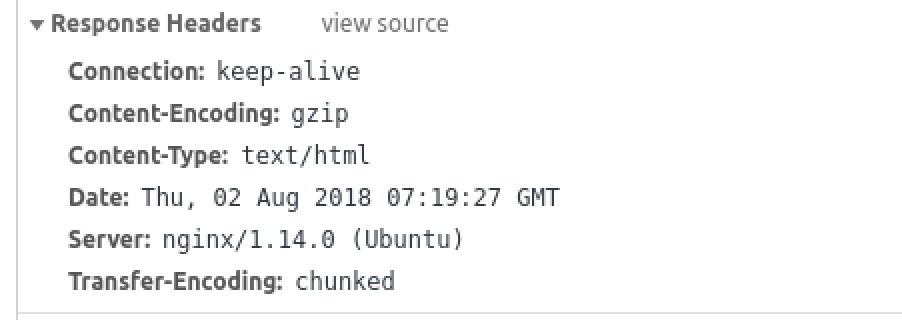 Response Headers view source
Connection: keep-alive
Content-Encoding: gzip
Content-Type: text/html
Date: Thu, 02 Aug 2018 07:19:27 GMT
Server: nginx/1.14.0 (Ubuntu)
Transfer-Encoding: chunked